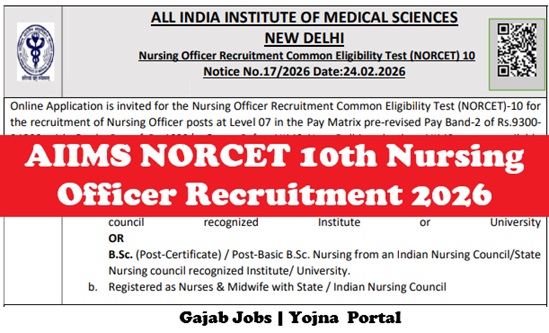 ALL INDIA INSTITUTE OF MEDICAL SCIENCES
NEW DELHI
Nursing Officer Recruitment Common Eligibility Test (NORCET) 10
Notice No.17/2026 Date:24.02.2026
Online Application is invited for the Nursing Officer Recruitment Common Eligibility Test (NORCET)-10 for
the recruitment of Nursing Officer posts at Level 07 in the Pay Matrix pre-revised Pay Band-2 of Rs.9300-
AIIMS NORCET 10th Nursing
Officer Recruitment 2026
council recognized Institute or University
OR
B.Sc. (Post-Certificate) / Post-Basic B.Sc. Nursing from an Indian Nursing Council/State
Nursing council recognized Institute/ University.
b. Registered as Nurses & Midwife with State / Indian Nursing Council
Gajab Jobs | Yojna Portal